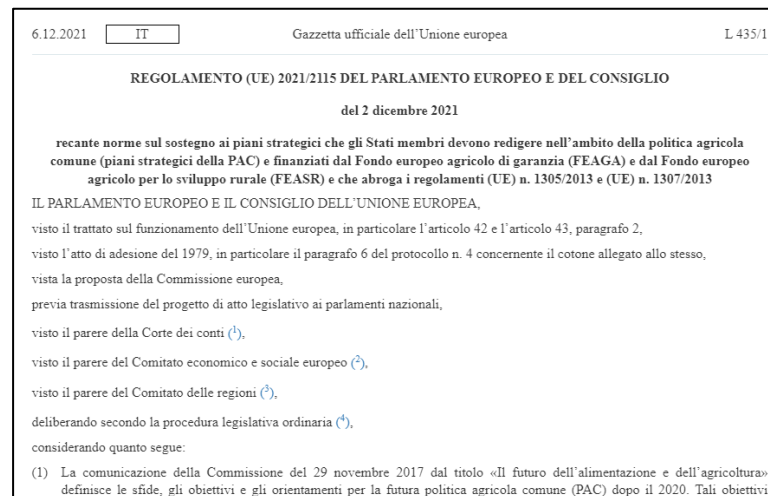 6.12.2021 IT Gazzetta ufficiale dell'Unione europea L 435/1
REGOLAMENTO (UE) 2021/2115 DEL PARLAMENTO EUROPEO E DEL CONSIGLIO
del 2 dicembre 2021
recante norme sul sostegno ai piani strategici che gli Stati membri devono redigere nell'ambito della politica agricola
comune (piani strategici della PAC) e finanziati dal Fondo europeo agricolo di garanzia (FEAGA) e dal Fondo europeo
agricolo per lo sviluppo rurale (FEASR) e che abroga i regolamenti (UE) n. 1305/2013 e (UE) n. 1307/2013
IL PARLAMENTO EUROPEO E IL CONSIGLIO DELL'UNIONE EUROPEA,
visto il trattato sul funzionamento dell'Unione europea, in particolare l'articolo 42 e l'articolo 43, paragrafo 2,
visto l'atto di adesione del 1979, in particolare il paragrafo 6 del protocollo n. 4 concernente il cotone allegato allo stesso,
vista la proposta della Commissione europea,
previa trasmissione del progetto di atto legislativo ai parlamenti nazionali,
visto il parere della Corte dei conti (1),
visto il parere del Comitato economico e sociale europeo (2),
visto il parere del Comitato delle regioni (3),
deliberando secondo la procedura legislativa ordinaria (4),
considerando quanto segue:
(1) La comunicazione della Commissione del 29 novembre 2017 dal titolo «Il futuro dell'alimentazione e dell'agricoltura»
definisce le sfide, gli obiettivi e gli orientamenti per la futura politica agricola comune (PAC) dopo il 2020. Tali obiettivi